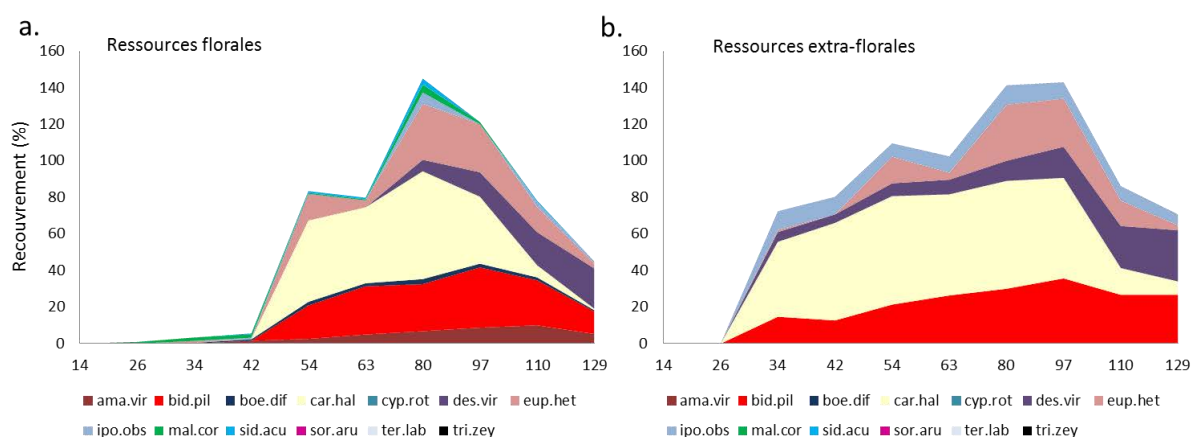 a.
Ressources florales
Recouvrement (%)
160
140
120
100
80
60
40
20
0
14 26 34 42 54 63 80 97 110 129
ama.vir bid.pil boe.dif car.hal cyp.rot des.vir eup.het
ipo.obs mal.cor sid.acu sor.aru ter.lab tri.zey
b.
Ressources extra-florales
160
140
120
100
80
60
40
20
0
14 26 34 42 54 63 80 97 110 129
ama.vir bid.pil boe.dif car.hal cyp.rot des.vir eup.het
ipo.obs mal.cor sid.acu sor.aru ter.lab tri.zey